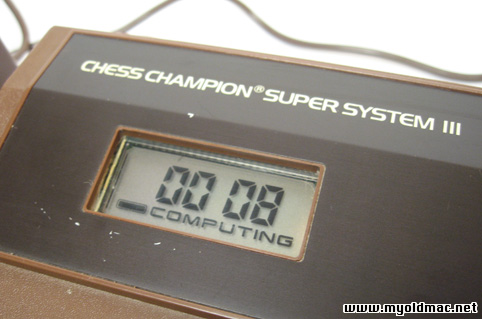 CHESS CHAMPION® SUPER SYSTEM III
00 08
COMPUTING
www.myoldmac.net